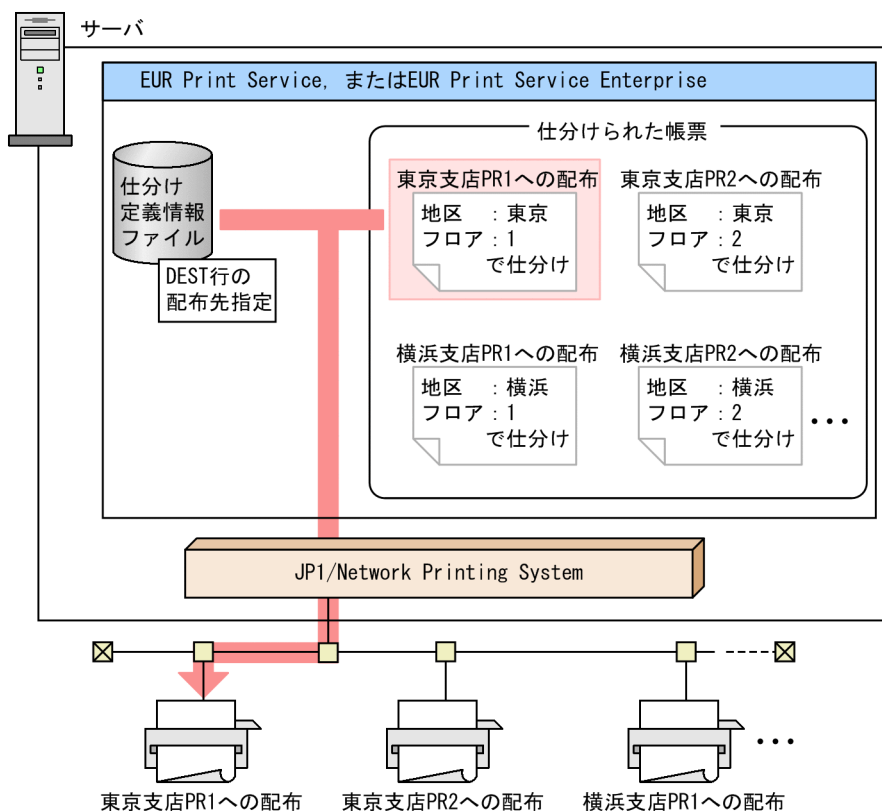 サーバ
EUR Print Service, またはEUR Print Service Enterprise
仕分けられた帳票
仕分け
定義情報
ファイル
DEST行の
配布先指定
東京支店PR1への配布
地区　：東京
フロア：1
で仕分け
東京支店PR2への配布
地区　：東京
フロア：2
で仕分け
横浜支店PR1への配布
地区　：横浜
フロア：1
で仕分け
横浜支店PR2への配布
地区　：横浜
フロア：2
で仕分け
…
JP1/Network Printing System
…
東京支店PR1への配布
東京支店PR2への配布
横浜支店PR1への配布